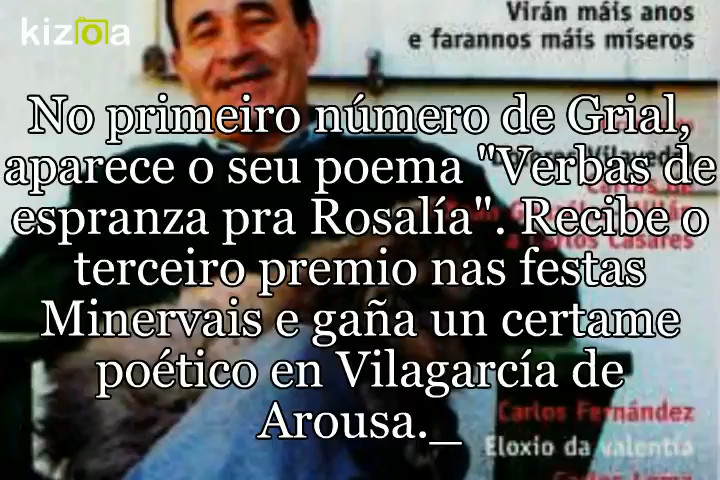 kizoa
Virán máis anos
e farannos máis míseros
No primeiro número de Grial,
aparece o seu poema "Verbas de
espranza pra Rosalía". Recibe o
terceiro premio nas festas
Minervais e gaña un certame
poético en Vilagarcía de
Arousa._
a Carlos Casares
Carlos Fernández
Eloxio da valentía